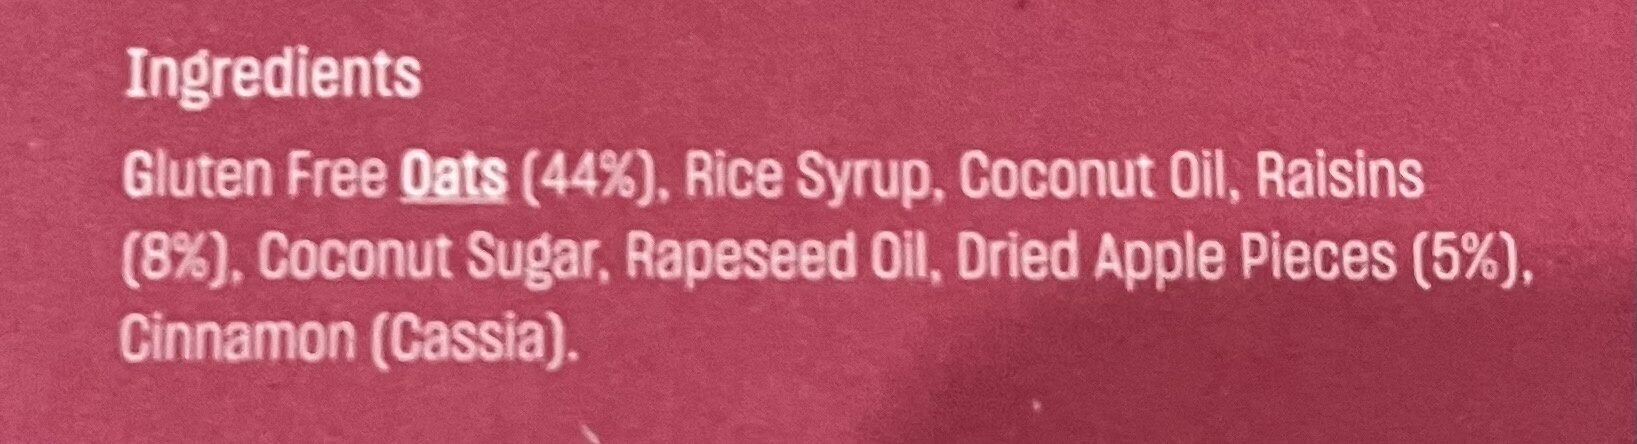 Ingredients
Gluten Free Oats (44%), Rice Syrup, Coconut Oil, Raisins
(8%), Coconut Sugar, Rapeseed Oil, Dried Apple Pieces (5%),
Cinnamon (Cassia).